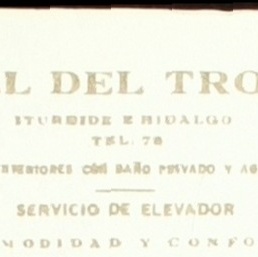 L DEL TRO
ITURBIDE E HIDALGO
TEL. 78
CON BAÑO PRIVADO Y
SERVICIO DE ELEVADOR
MODIDAD Y CONFO